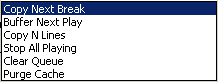 Copy Next Break
Buffer Next Play
Copy N Lines
Stop All Playing
Clear Queue
Purge Cache